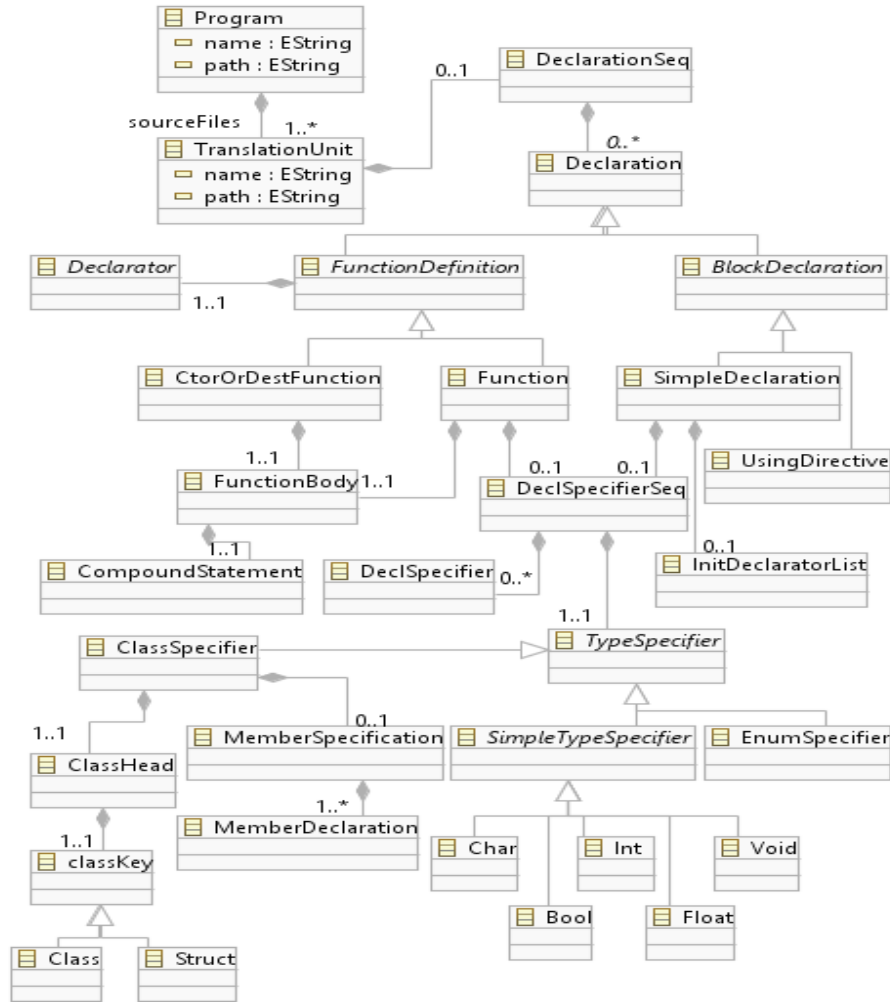 Program
name : EString
path : EString
DeclarationSeq
0..1
sourceFiles
1..*
TranslationUnit
name : EString
path : EString
0..*
Declaration
Declarator
FunctionDefinition
BlockDeclaration
1..1
CtorOrDestFunction
Function
SimpleDeclaration
1..1
1..1
0..1
0..1
UsingDirective
FunctionBody
DeclSpecifierSeq
1..1
0..1
CompoundStatement
DeclSpecifier
0..*
InitDeclaratorList
1..1
ClassSpecifier
TypeSpecifier
1..1
0..1
MemberSpecification
SimpleTypeSpecifier
EnumSpecifier
ClassHead
1..*
MemberDeclaration
1..1
classKey
Char
Int
Void
Bool
Float
Class
Struct